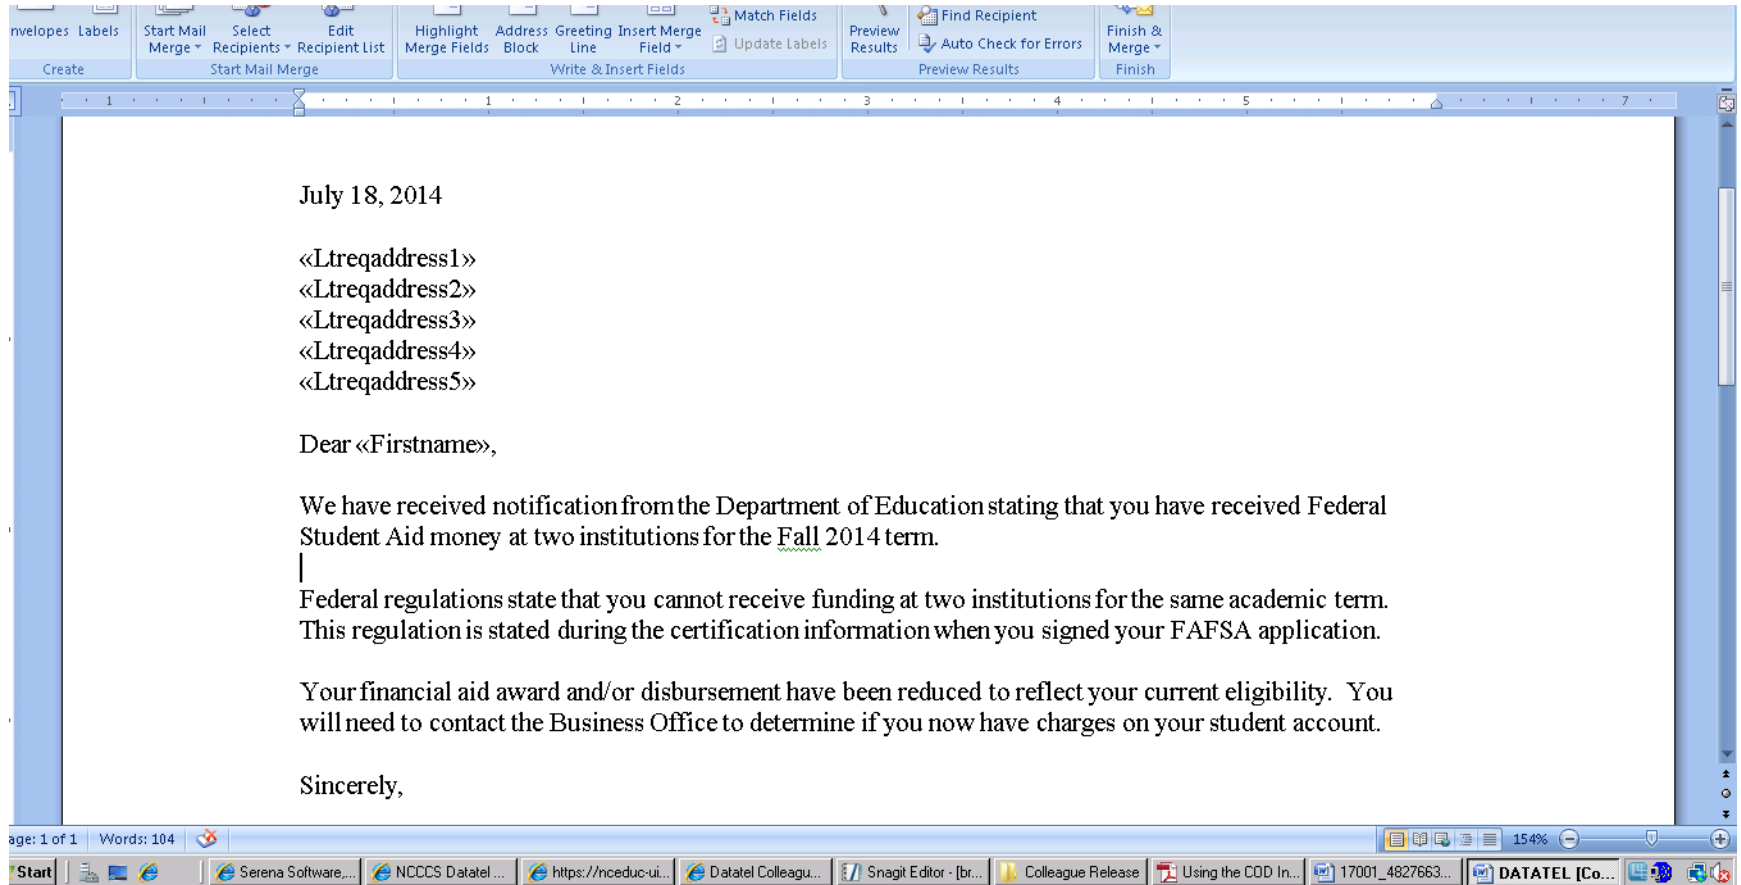 nvelopes Labels
Start Mail Merge Select Recipients Edit Recipient List
Highlight Merge Fields Address Block Greeting Line Insert Merge Field
Match Fields
Update Labels
Preview Results
Find Recipient
Auto Check for Errors
Finish & Merge
Create
Start Mail Merge
Write & Insert Fields
Preview Results
Finish
1 1 2 3 4 5 7
July 18, 2014
«Ltreqaddress1»
«Ltreqaddress2»
«Ltreqaddress3»
«Ltreqaddress4»
«Ltreqaddress5»
Dear «Firstname»,
We have received notification from the Department of Education stating that you have received Federal
Student Aid money at two institutions for the Fall 2014 term.
Federal regulations state that you cannot receive funding at two institutions for the same academic term.
This regulation is stated during the certification information when you signed your FAFSA application.
Your financial aid award and/or disbursement have been reduced to reflect your current eligibility.  You
will need to contact the Business Office to determine if you now have charges on your student account.
Sincerely,
age: 1 of 1 Words: 104 154%
Start Serena Software,... NCCCS Datatel ... https://nceduc-ui... Datatel Colleagu... Snagit Editor - [br... Colleague Release Using the COD In... 17001_4827663... DATATEL [Co...